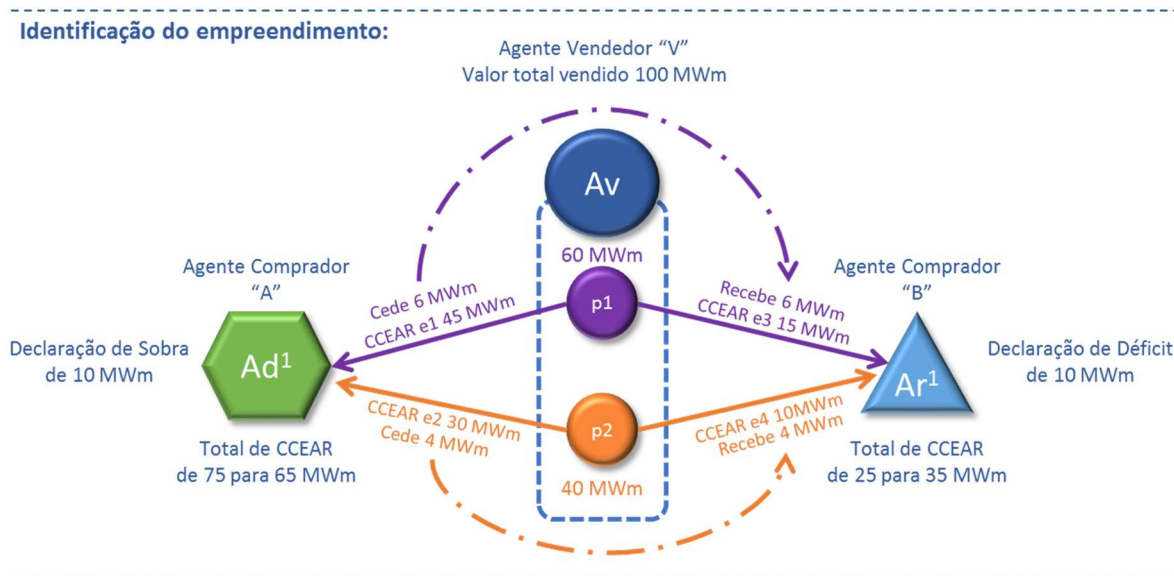 Identificação do empreendimento:
Agente Vendedor “V”
Valor total vendido 100 MWm
Av
60 MWm
p1
Agente Comprador
“A”
Declaração de Sobra
de 10 MWm
Ad¹
Total de CCEAR
de 75 para 65 MWm
Cede 6 MWm
CCEAR e1 45 MWm
CCEAR e2 30 MWm
Cede 4 MWm
p2
40 MWm
Recebe 6 MWm
CCEAR e3 15 MWm
CCEAR e4 10MWm
Recebe 4 MWm
Agente Comprador
“B”
Ar¹
Declaração de Déficit
de 10 MWm
Total de CCEAR
de 25 para 35 MWm